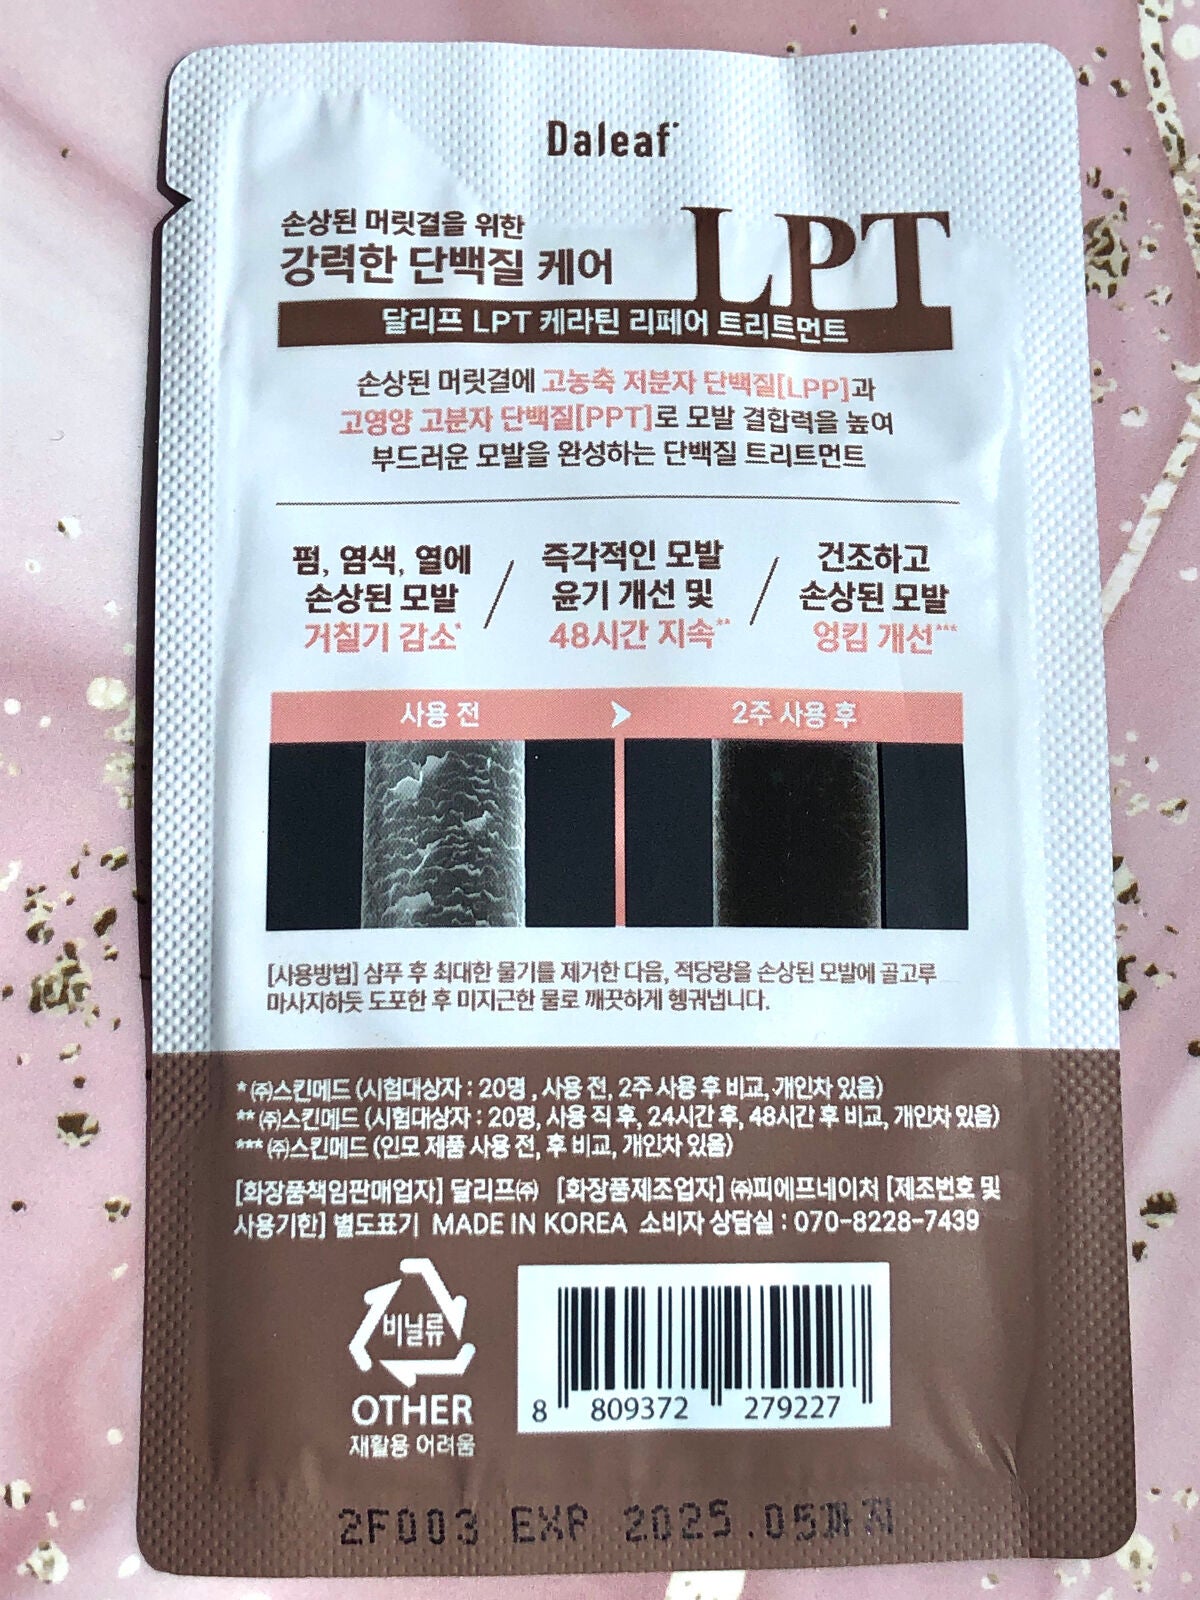 Daleaf
손상된 머릿결을 위한
강력한 단백질 케어
LPT
달리프 LPT 케라틴 리페어 트리트먼트
손상된 머릿결에 고농축 저분자 단백질[LPP]과
고영양 고분자 단백질[PPT]로 모발 결합력을 높여
부드러운 모발을 완성하는 단백질 트리트먼트
펌, 염색, 열에
손상된 모발
거칠기 감소*
즉각적인 모발
윤기 개선 및
48시간 지속**
건조하고
손상된 모발
엉킴 개선***
사용 전
2주 사용 후
[사용방법] 샴푸 후 최대한 물기를 제거한 다음, 적당량을 손상된 모발에 골고루
마사지하듯 도포한 후 미지근한 물로 깨끗하게 헹궈냅니다.
* ㈜스킨메드 (시험대상자 : 20명 , 사용 전, 2주 사용 후 비교, 개인차 있음)
** ㈜스킨메드 (시험대상자 : 20명, 사용 직 후, 24시간 후, 48시간 후 비교, 개인차 있음)
*** ㈜스킨메드 (인모 제품 사용 전, 후 비교, 개인차 있음)
[화장품책임판매업자] 달리프㈜ [화장품제조업자] ㈜피에프네이처 [제조번호 및
사용기한] 별도표기 MADE IN KOREA 소비자 상담실 : 070-8228-7439
비닐류
OTHER
재활용 어려움
8 809372 279227
2F003 EXP 2025.05까지